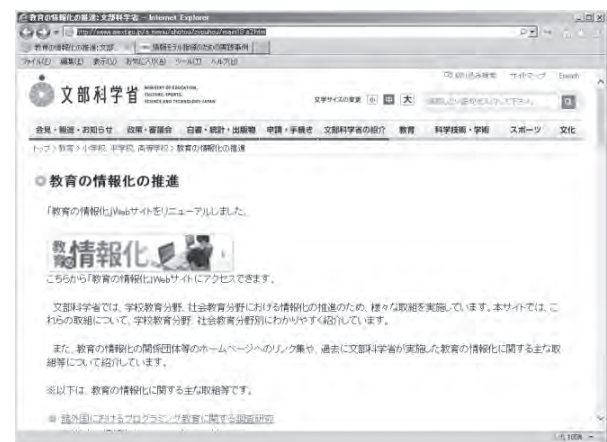 教育の情報化の推進:文部科学省 - Internet Explorer
教育の情報化の推進:文部...
情報モラル指導のための実践事例
ファイル(F) 編集(E) 表示(V) お気に入り(A) ツール(T) ヘルプ(H)
サイトマップ English
文部科学省 MINISTRY OF EDUCATION, CULTURE, SPORTS, SCIENCE AND TECHNOLOGY-JAPAN
文字サイズの変更 小 中 大
会見・報道・お知らせ 政策・審議会 白書・統計・出版物 申請・手続き 文部科学省の紹介 教育 科学技術・学術 スポーツ 文化
トップ > 教育 > 小学校、中学校、高等学校 > 教育の情報化の推進
教育の情報化の推進
「教育の情報化」Webサイトをリニューアルしました。
教育の情報化
こちらから「教育の情報化」Webサイトにアクセスできます。
文部科学省では、学校教育分野、社会教育分野における情報化の推進のため、様々な取組を実施しています。本サイトでは、こ
れらの取組について、学校教育分野、社会教育分野別にわかりやすく紹介しています。
また、教育の情報化の関係団体等のホームページへのリンク集や、過去に文部科学省が実施した教育の情報化に関する主な取
組等について紹介しています。
※以下は、教育の情報化に関する主な取組等です。
諸外国におけるプログラミング教育に関する調査研究
100%